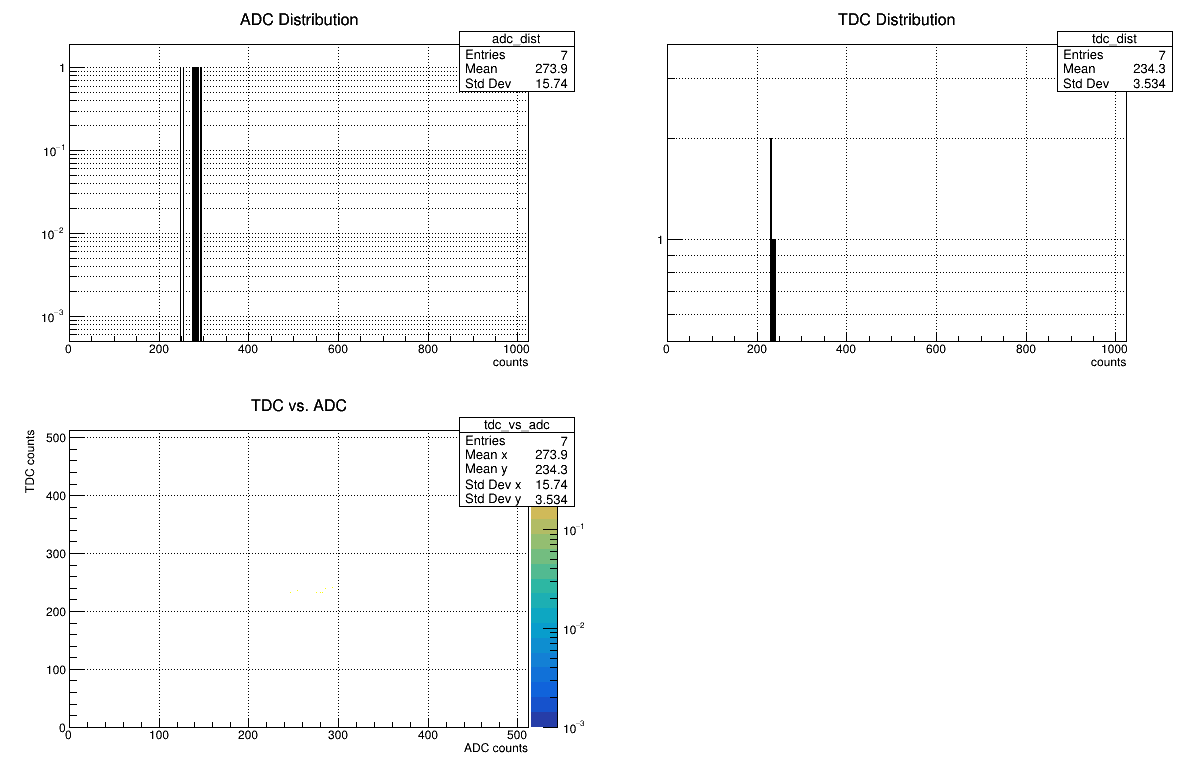 ADC Distribution
adc_dist
Entries 7
Mean 273.9
Std Dev 15.74
1
10⁻¹
10⁻²
10⁻³
0 200 400 600 800 1000
counts
TDC Distribution
tdc_dist
Entries 7
Mean 234.3
Std Dev 3.534
1
0 200 400 600 800 1000
counts
TDC vs. ADC
tdc_vs_adc
Entries 7
Mean x 273.9
Mean y 234.3
Std Dev x 15.74
Std Dev y 3.534
TDC counts
500
400
300
200
100
0
0 100 200 300 400 500
ADC counts
10⁻¹
10⁻²
10⁻³